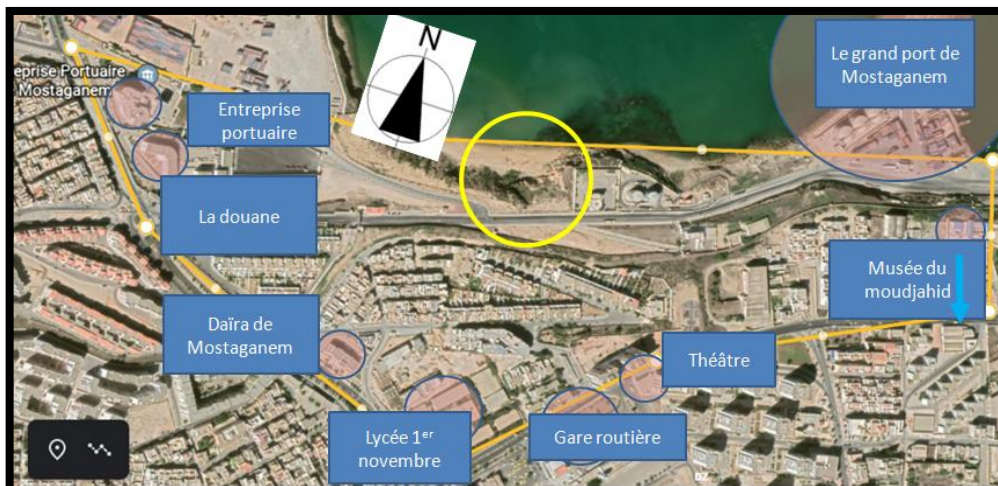 N
Le grand port de
Mostaganem
eprise Portuaire
Mostaganem
Entreprise
portuaire
La douane
Musée du
moudjahid
Daïra de
Mostaganem
Théâtre
Lycée 1er
novembre
Gare routière